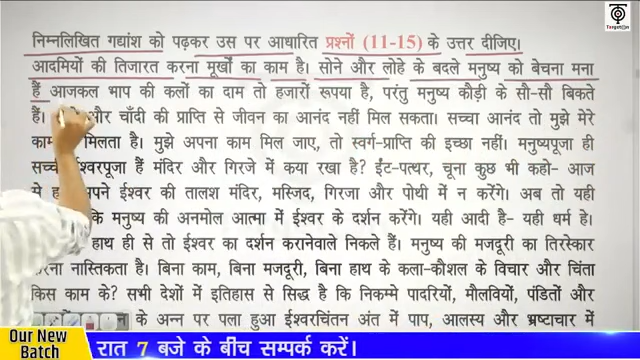 Target
निम्नलिखित गद्यांश को पढ़कर उस पर आधारित प्रश्नों (11-15) के उत्तर दीजिए।
आदमियों की तिजारत करना मूर्खों का काम है। सोने और लोहे के बदले मनुष्य को बेचना मना
हैं आजकल भाप की कलों का दाम तो हजारों रूपया है, परंतु मनुष्य कौड़ी के सौ-सौ बिकते
हैं। और चाँदी की प्राप्ति से जीवन का आनंद नहीं मिल सकता। सच्चा आनंद तो मुझे मेरे
काम मिलता है। मुझे अपना काम मिल जाए, तो स्वर्ग-प्राप्ति की इच्छा नहीं। मनुष्यपूजा ही
सच्ची ईश्वरपूजा हैं मंदिर और गिरजे में कया रखा है? ईंट-पत्थर, चूना कुछ भी कहो- आज
से अपने ईश्वर की तालश मंदिर, मस्जिद, गिरजा और पोथी में न करेंगे। अब तो यही
कि मनुष्य की अनमोल आत्मा में ईश्वर के दर्शन करेंगे। यही आदी है- यही धर्म हे।
हाथ ही से तो ईश्वर का दर्शन करानेवाले निकले हैं। मनुष्य की मजदूरी का तिरस्कार
करना नास्तिकता है। बिना काम, बिना मजदूरी, बिना हाथ के कला-कौशल के विचार और चिंता
किस काम के? सभी देशों में इतिहास से सिद्ध है कि निकम्मे पादरियों, मौलवियों, पंडितों और
के अन्न पर पला हुआ ईश्वरचिंतन अंत में पाप, आलस्य और भ्रष्टाचार में
Our New
Batch
रात 7 बजे के बीच सम्पर्क करें।